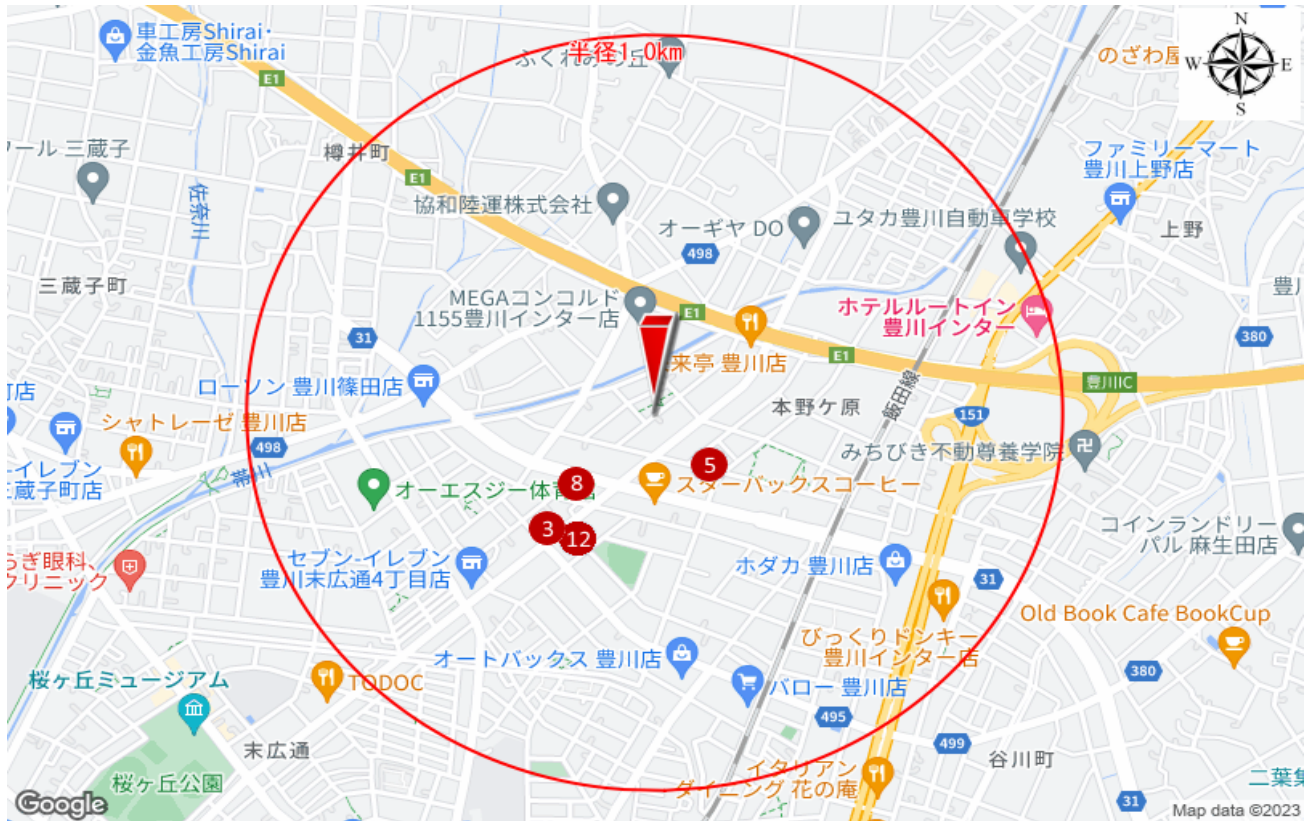 車工房Shirai・
金魚工房Shirai
半径1.0km
ふくれみの丘
N
W
E
S
のざわ屋
E1
樽井町
ファミリーマート
豊川上野店
ール 三蔵子
佐奈川
E1
協和陸運株式会社
オーギヤ DO
ユタカ豊川自動車学校
上野
498
三蔵子町
豊川
MEGAコンコルド
1155豊川インター店
E1
ホテルルートイン
豊川インター
31
来亭 豊川店
E1
380
町店
ローソン 豊川篠田店
飯田線
豊川IC
シャトレーゼ 豊川店
本野ケ原
151
498
みちびき不動尊養学院
-イレブン
三蔵子町店
帯川
5
8
オーエスジー体育館
スターバックスコーヒー
3
12
コインランドリー
パル 麻生田店
らぎ眼科、
クリニック
セブン-イレブン
豊川末広通4丁目店
ホダカ 豊川店
31
Old Book Cafe BookCup
びっくりドンキー
豊川インター店
オートバックス 豊川店
380
桜ヶ丘ミュージアム
TODOC
バロー 豊川店
495
499
末広通
谷川町
イタリアン
ダイニング 花の庵
桜ケ丘公園
二葉集
31
Google
Map data ©2023